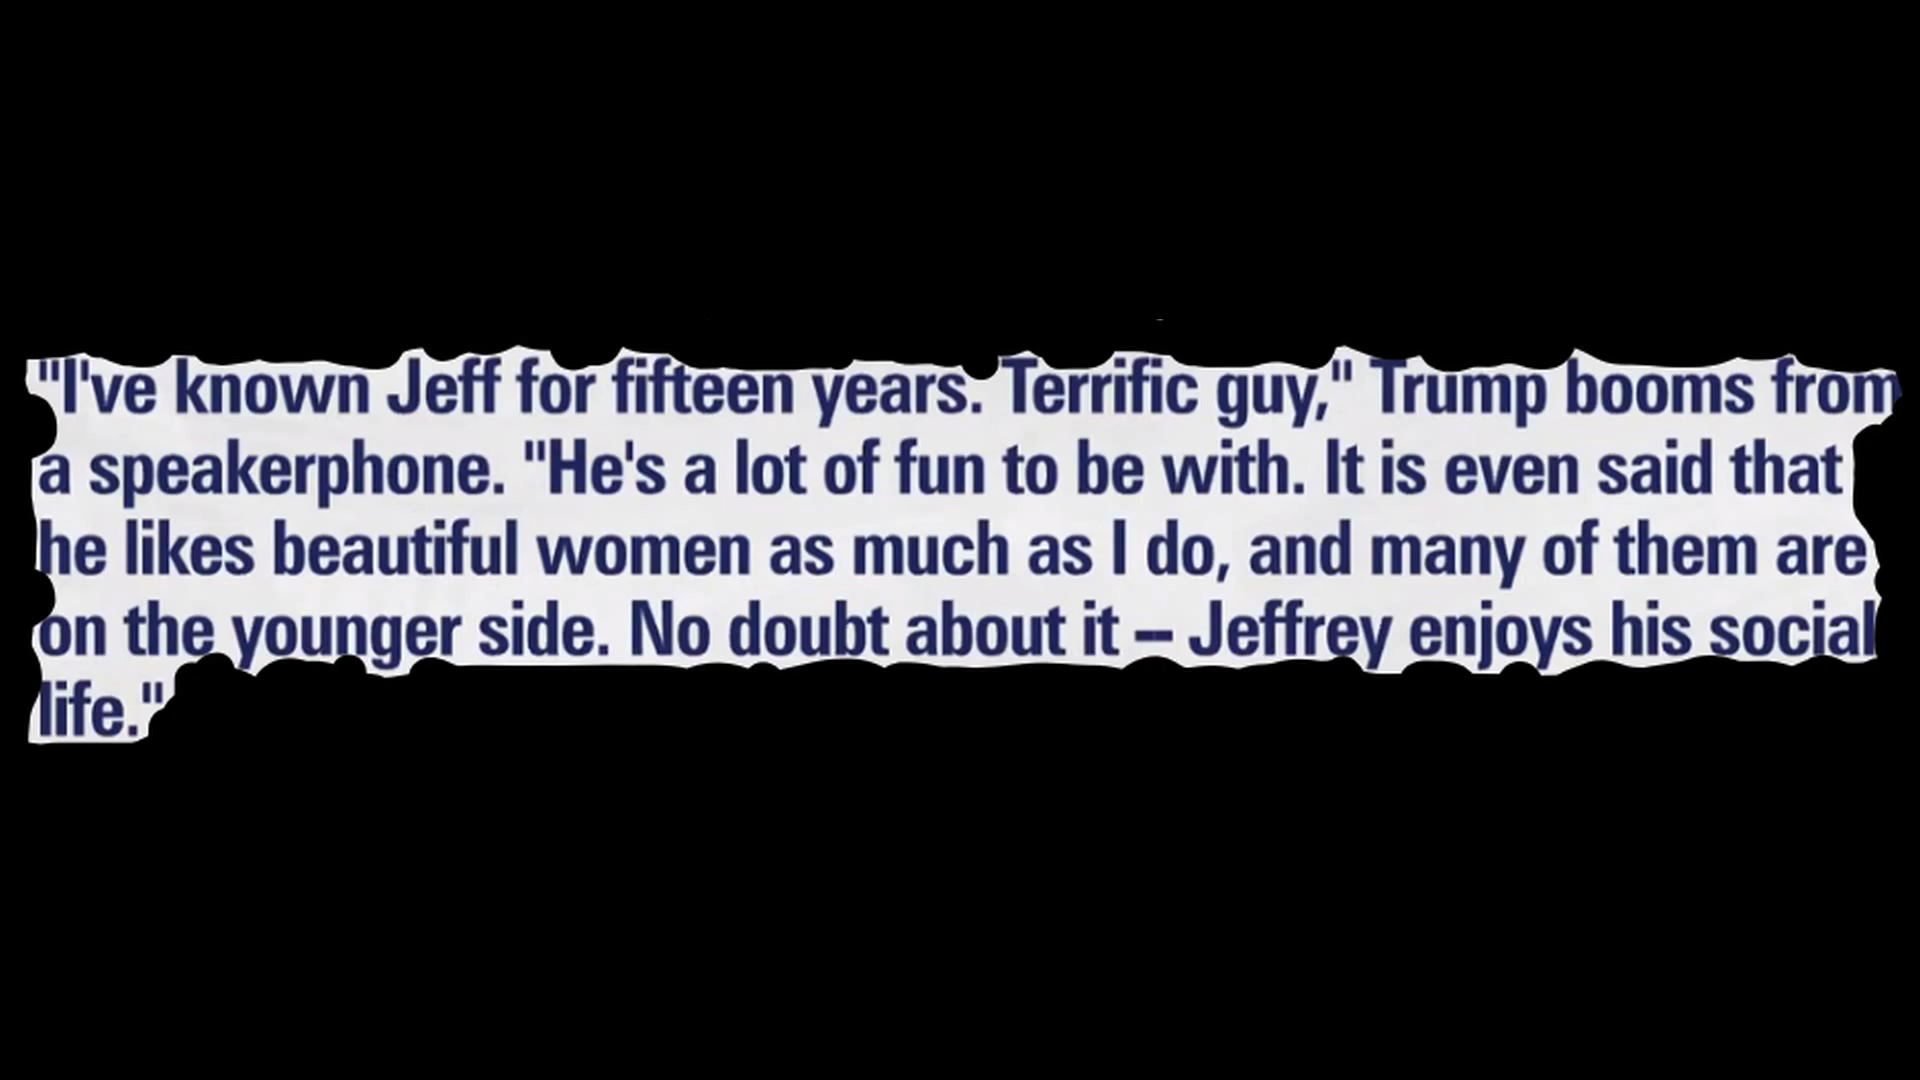 "I've known Jeff for fifteen years. Terrific guy," Trump booms from
a speakerphone. "He's a lot of fun to be with. It is even said that
he likes beautiful women as much as I do, and many of them are
on the younger side. No doubt about it -- Jeffrey enjoys his social
life."